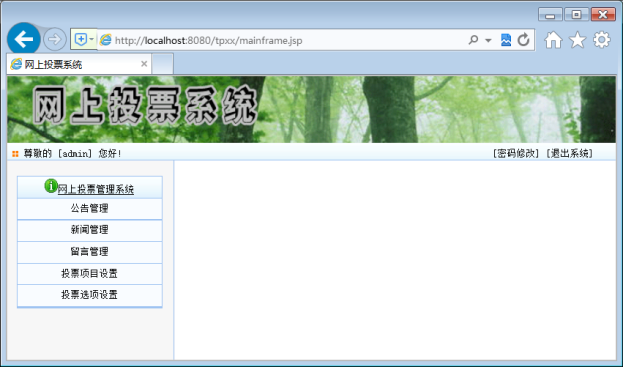 http://localhost:8080/tpxx/mainframe.jsp
网上投票系统
网上投票系统
尊敬的 [admin] 您好! [密码修改] [退出系统]
网上投票管理系统
公告管理
新闻管理
留言管理
投票项目设置
投票选项设置